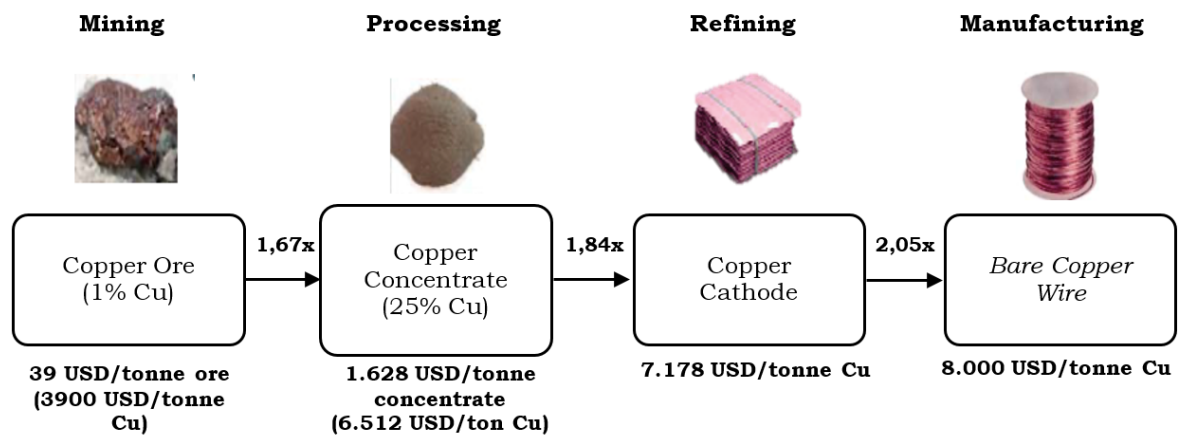 Mining
Processing
Refining
Manufacturing
Copper Ore
(1% Cu)
1,67x
Copper
Concentrate
(25% Cu)
1,84x
Copper
Cathode
2,05x
Bare Copper
Wire
39 USD/tonne ore
(3900 USD/tonne
Cu)
1.628 USD/tonne
concentrate
(6.512 USD/ton Cu)
7.178 USD/tonne Cu
8.000 USD/tonne Cu